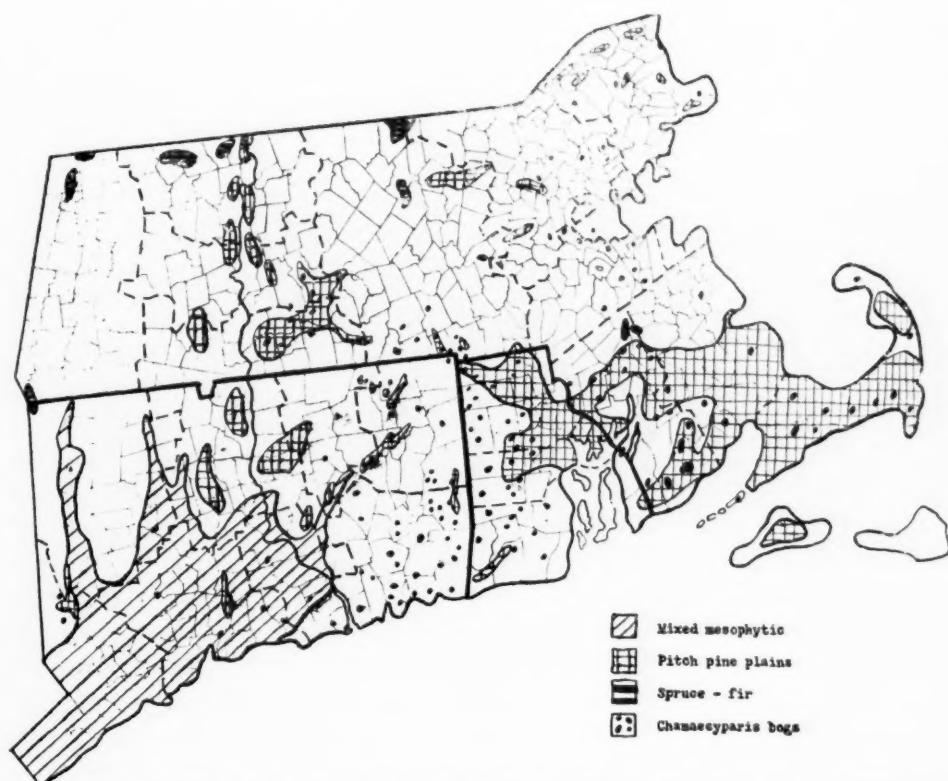 Mixed mesophytic
Pitch pine plains
Spruce - fir
Chamaecyparis bogs